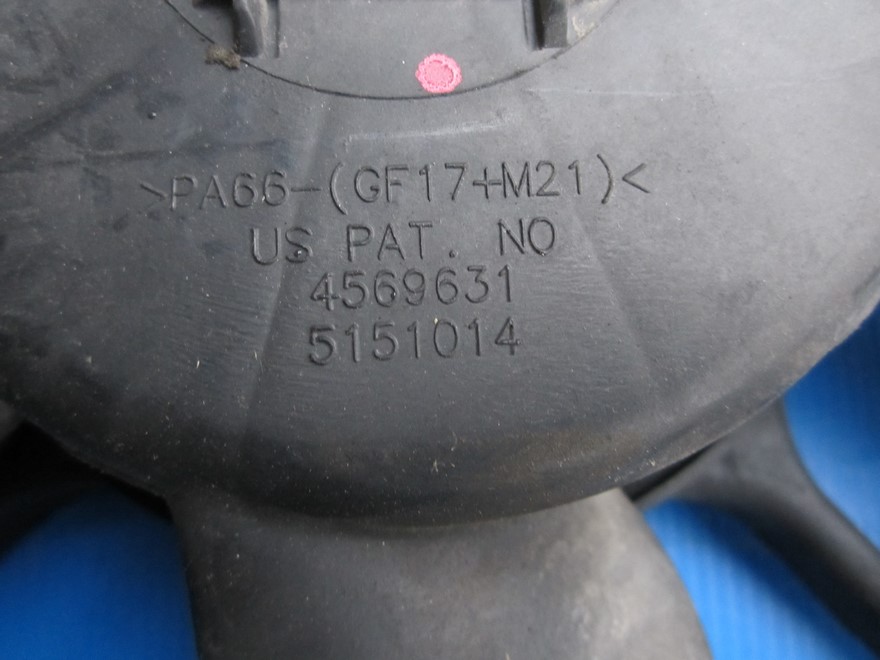 >PA66-(GF17+M21)<
US PAT. NO
4569631
5151014